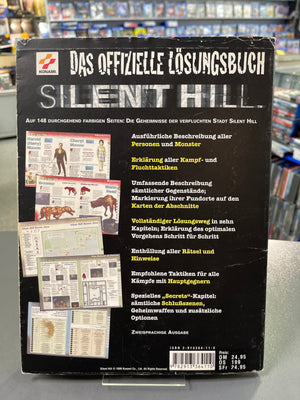 KONAMI
DAS OFFIZIELLE LÖSUNGSBUCH
SILENT HILL
AUF 148 DURCHGEHEND FARBIGEN SEITEN: DIE GEHEIMNISSE DER VERFLUCHTEN STADT SILENT HILL
Ausführliche Beschreibung aller
Personen und Monster
Erklärung aller Kampf- und
Fluchttaktiken
Umfassende Beschreibung
sämtlicher Gegenstände;
Markierung ihrer Fundorte auf den
Karten der Abschnitte
Vollständiger Lösungsweg in zehn
Kapiteln; Erklärung des optimalen
Vorgehens Schritt für Schritt
Enthüllung aller Rätsel und
Hinweise
Empfohlene Taktiken für alle
Kämpfe mit Hauptgegnern
Spezielles „Secrets“-Kapitel:
sämtliche Schlußszenen,
Geheimwaffen und zusätzliche
Optionen
ZWEISPRACHIGE AUSGABE
PREIS
DM 24,95
ÖS 199
SFr 24,95